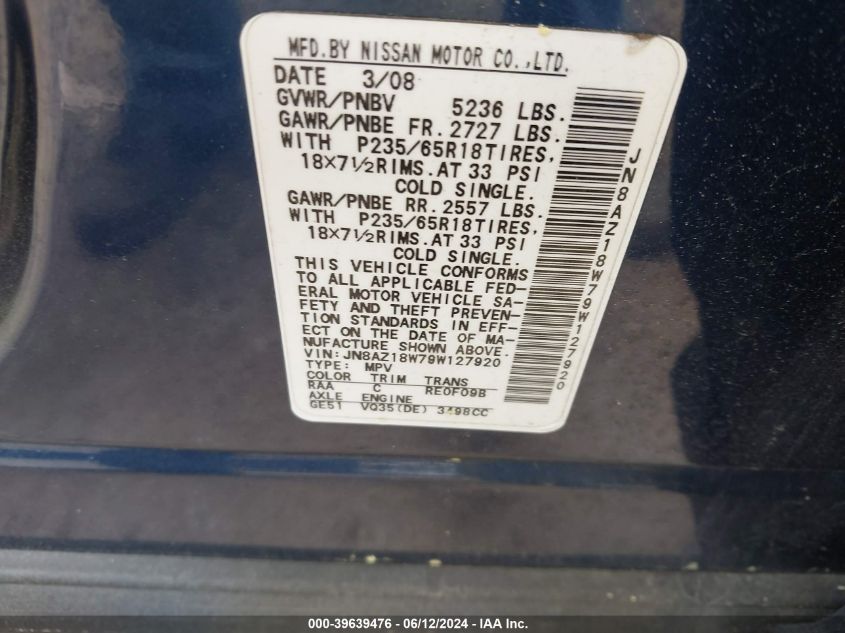 MFD.BY NISSAN MOTOR CO.,LTD.
DATE 3/08
GVWR/PNBV 5236 LBS.
GAWR/PNBE FR. 2727 LBS.
WITH P235/65R18TIRES,
18×7½RIMS.AT 33 PSI
COLD SINGLE.
GAWR/PNBE RR. 2557 LBS.
WITH P235/65R18TIRES,
18×7½RIMS.AT 33 PSI
COLD SINGLE.
THIS VEHICLE CONFORMS
TO ALL APPLICABLE FED-
ERAL MOTOR VEHICLE SA-
FETY AND THEFT PREVEN-
TION STANDARDS IN EFF-
ECT ON THE DATE OF MA-
NUFACTURE SHOWN ABOVE.
VIN: JN8AZ18W79W127920
TYPE: MPV
COLOR TRIM TRANS
RAA C RE0F09B
AXLE ENGINE
GE51 VQ35(DE) 3498CC
JN8AZ18W79W127920
000-39639476 - 06/12/2024 - IAA Inc.